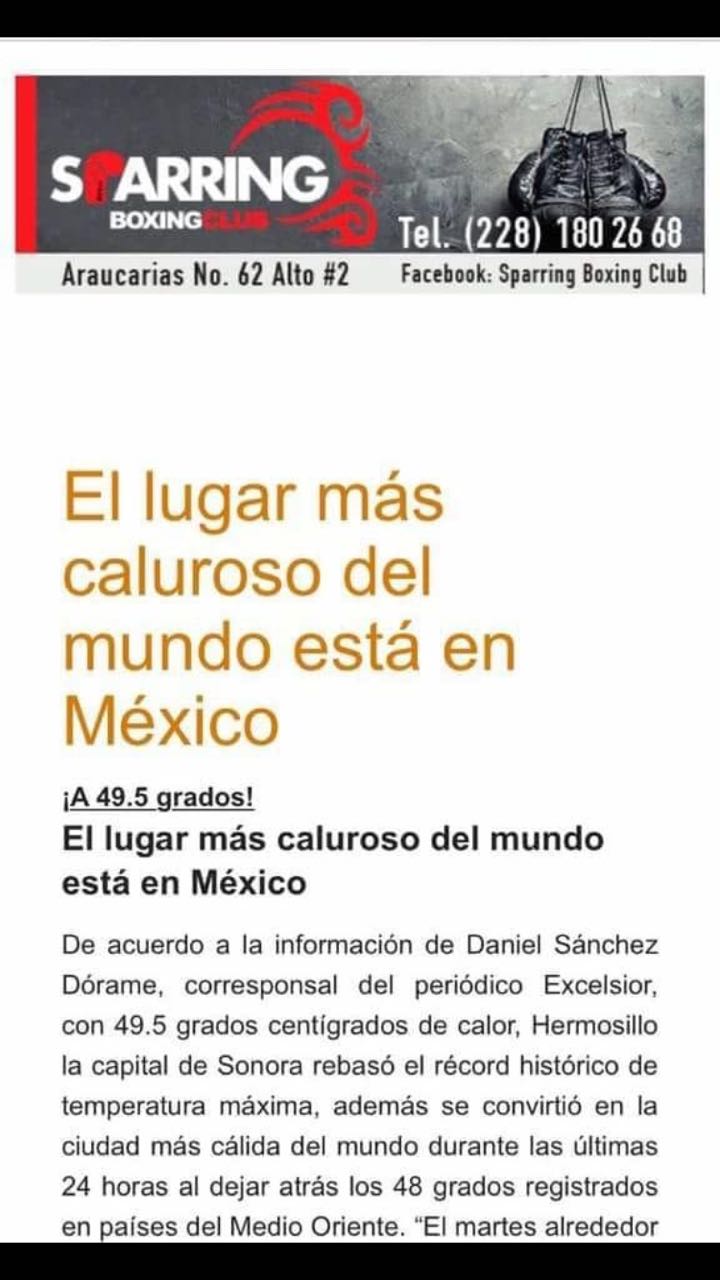 SPARRING
BOXING CLUB
Tel. (228) 180 26 68
Araucarias No. 62 Alto #2 Facebook: Sparring Boxing Club
El lugar más
caluroso del
mundo está en
México
¡A 49.5 grados!
El lugar más caluroso del mundo
está en México
De acuerdo a la información de Daniel Sánchez
Dórame, corresponsal del periódico Excelsior,
con 49.5 grados centígrados de calor, Hermosillo
la capital de Sonora rebasó el récord histórico de
temperatura máxima, además se convirtió en la
ciudad más cálida del mundo durante las últimas
24 horas al dejar atrás los 48 grados registrados
en países del Medio Oriente. “El martes alrededor